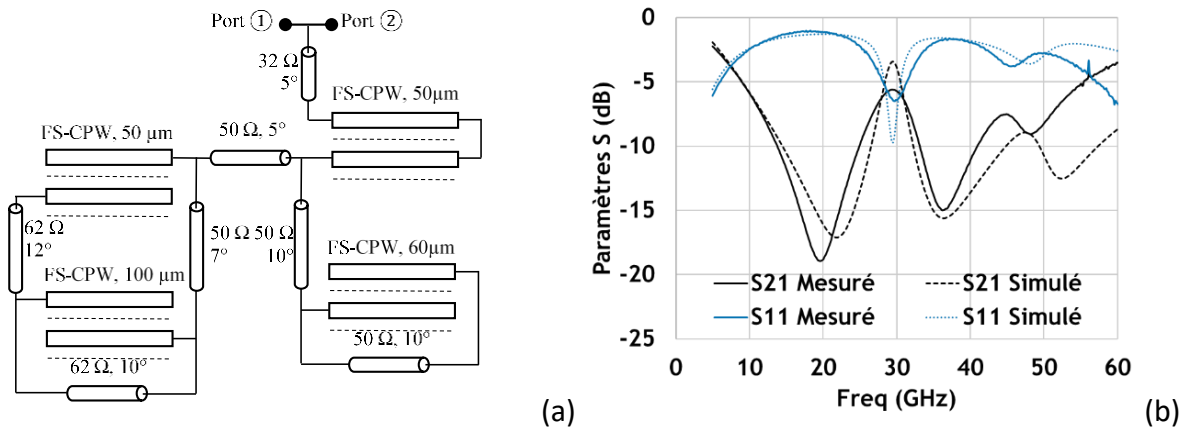 Port ① Port ②
32 Ω
5°
FS-CPW, 50µm
FS-CPW, 50 µm
50 Ω, 5°
62 Ω
12°
50 Ω
7°
50 Ω
10°
FS-CPW, 60µm
FS-CPW, 100 µm
50 Ω, 10°
62 Ω, 10°
(a)
Paramètres S (dB)
0
-5
-10
-15
-20
-25
S21 Mesuré
S21 Simulé
S11 Mesuré
S11 Simulé
0 10 20 30 40 50 60
Freq (GHz)
(b)